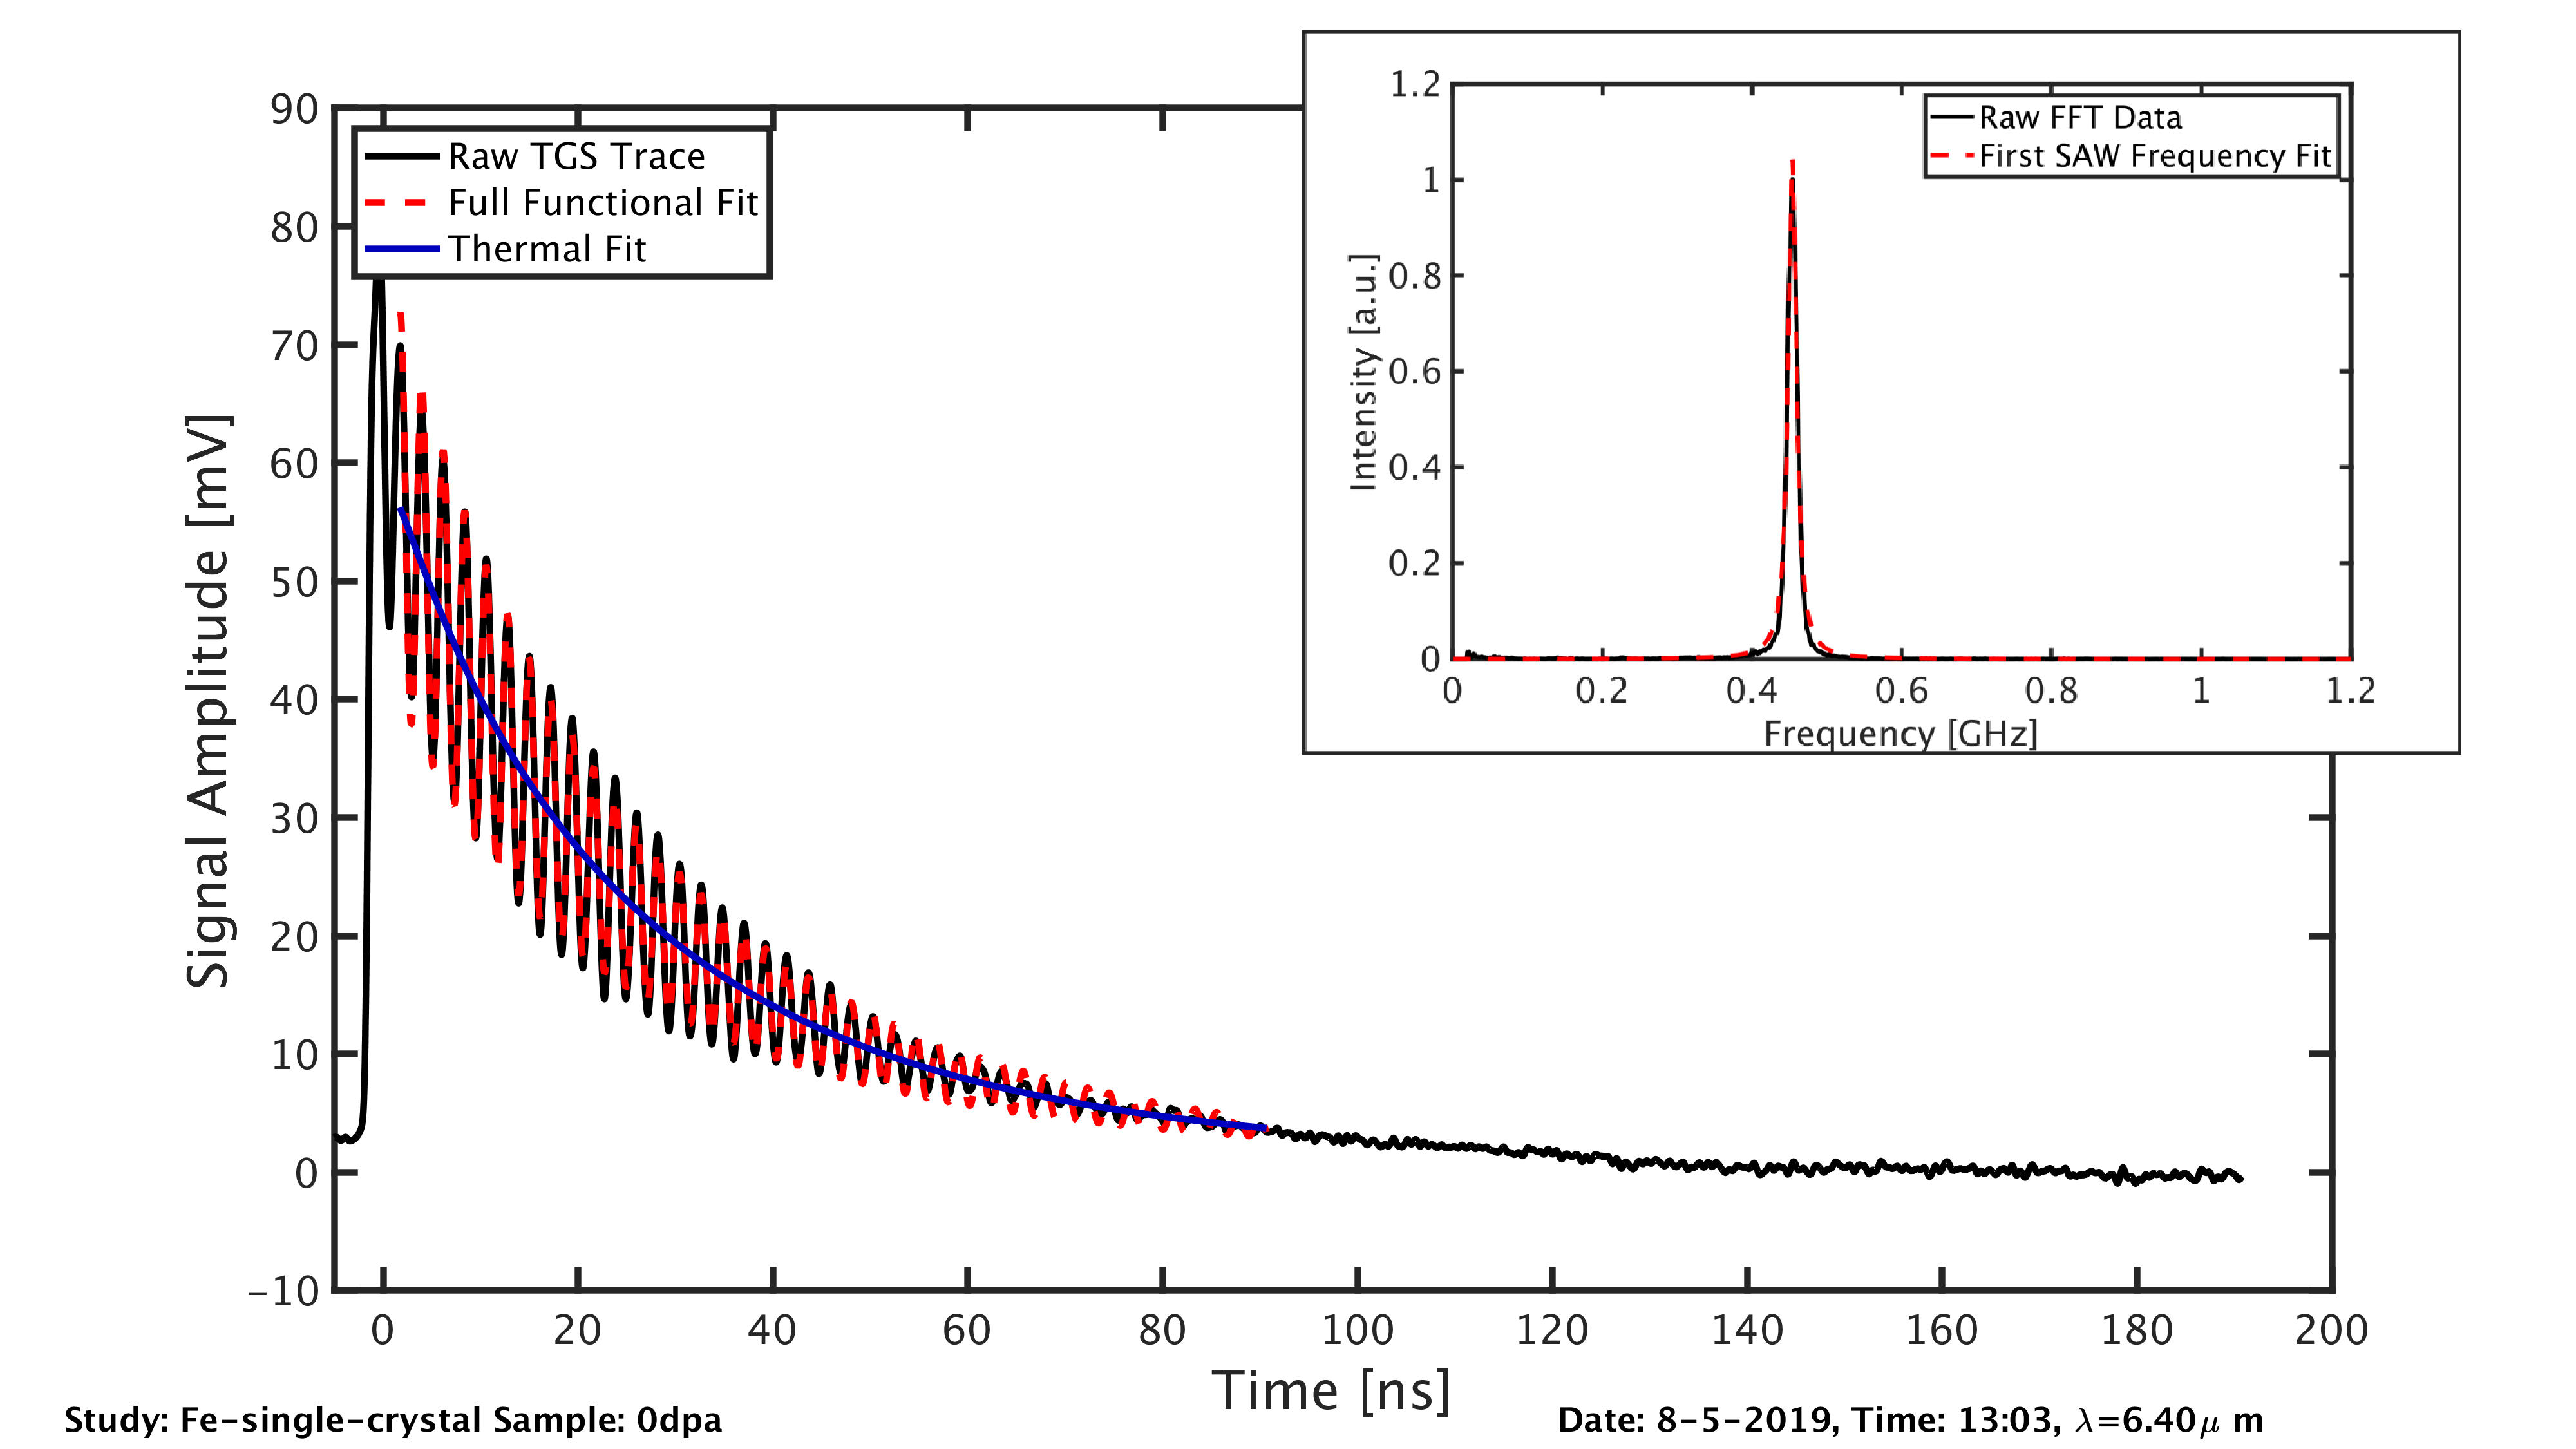 90
80
70
60
50
40
30
20
10
0
−10
Signal Amplitude [mV]
Raw TGS Trace
Full Functional Fit
Thermal Fit
0 20 40 60 80 100 120 140 160 180 200
Time [ns]
1.2
1
0.8
0.6
0.4
0.2
0
Intensity [a.u.]
Raw FFT Data
First SAW Frequency Fit
0 0.2 0.4 0.6 0.8 1 1.2
Frequency [GHz]
Study: Fe−single−crystal Sample: 0dpa
Date: 8−5−2019, Time: 13:03, λ=6.40μ m